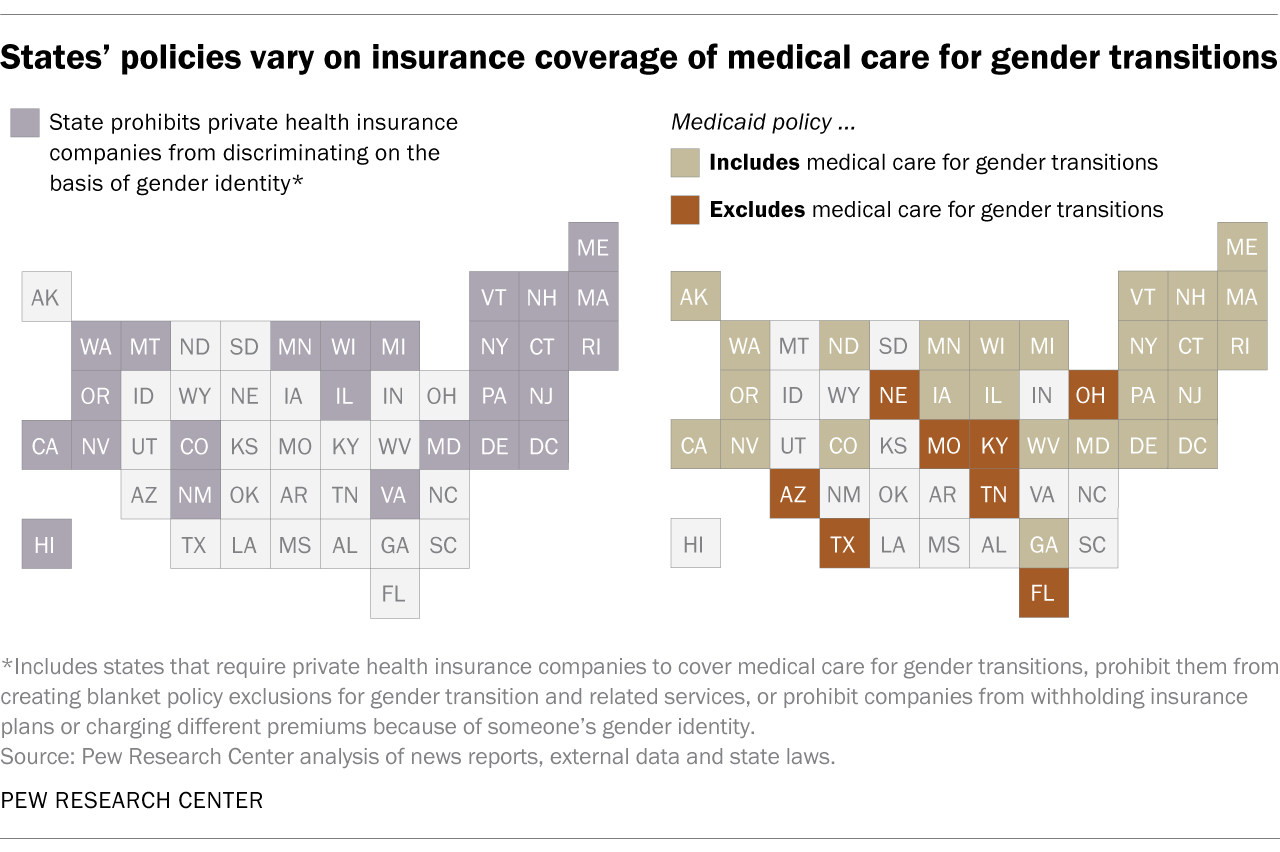 States’ policies vary on insurance coverage of medical care for gender transitions
State prohibits private health insurance
companies from discriminating on the
basis of gender identity*
ME
AK VT NH MA
WA MT ND SD MN WI MI NY CT RI
OR ID WY NE IA IL IN OH PA NJ
CA NV UT CO KS MO KY WV MD DE DC
AZ NM OK AR TN VA NC
HI TX LA MS AL GA SC
FL
Medicaid policy ...
Includes medical care for gender transitions
Excludes medical care for gender transitions
ME
AK VT NH MA
WA MT ND SD MN WI MI NY CT RI
OR ID WY NE IA IL IN OH PA NJ
CA NV UT CO KS MO KY WV MD DE DC
AZ NM OK AR TN VA NC
HI TX LA MS AL GA SC
FL
*Includes states that require private health insurance companies to cover medical care for gender transitions, prohibit them from
creating blanket policy exclusions for gender transition and related services, or prohibit companies from withholding insurance
plans or charging different premiums because of someone’s gender identity.
Source: Pew Research Center analysis of news reports, external data and state laws.
PEW RESEARCH CENTER